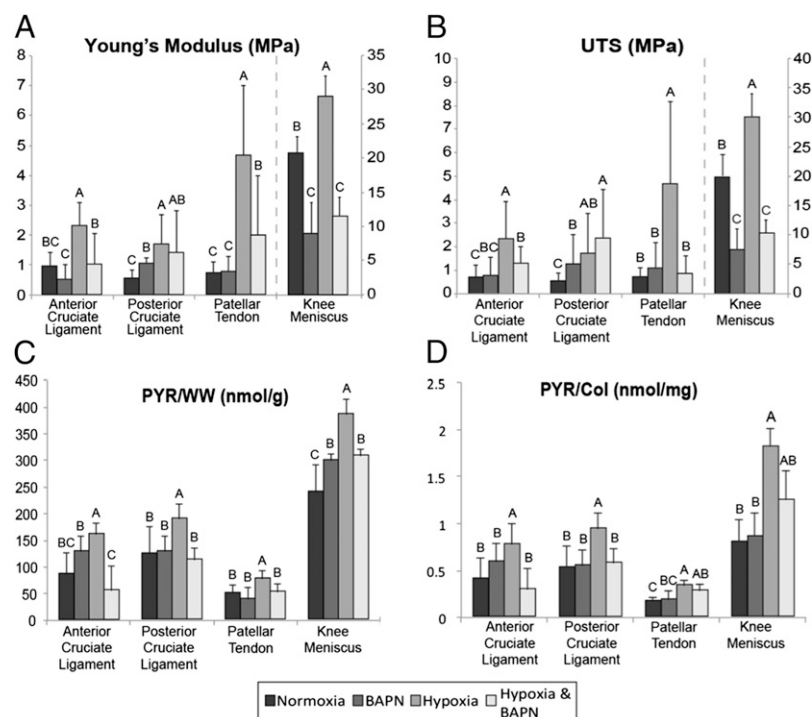 A
Young's Modulus (MPa)
8
7
6
5
4
3
2
1
0
35
30
25
20
15
10
5
0
BC C A B
C B A AB
C C A B
B C A C
Anterior Cruciate Ligament
Posterior Cruciate Ligament
Patellar Tendon
Knee Meniscus
B
UTS (MPa)
10
9
8
7
6
5
4
3
2
1
0
40
35
30
25
20
15
10
5
0
C BC A B
C B AB A
B B A B
B C A C
Anterior Cruciate Ligament
Posterior Cruciate Ligament
Patellar Tendon
Knee Meniscus
C
PYR/WW (nmol/g)
450
400
350
300
250
200
150
100
50
0
BC B A C
B B A B
B B A B
C B A B
Anterior Cruciate Ligament
Posterior Cruciate Ligament
Patellar Tendon
Knee Meniscus
D
PYR/Col (nmol/mg)
2.5
2
1.5
1
0.5
0
B B A B
B B A B
C BC A AB
B B A AB
Anterior Cruciate Ligament
Posterior Cruciate Ligament
Patellar Tendon
Knee Meniscus
Normoxia BAPN Hypoxia Hypoxia & BAPN